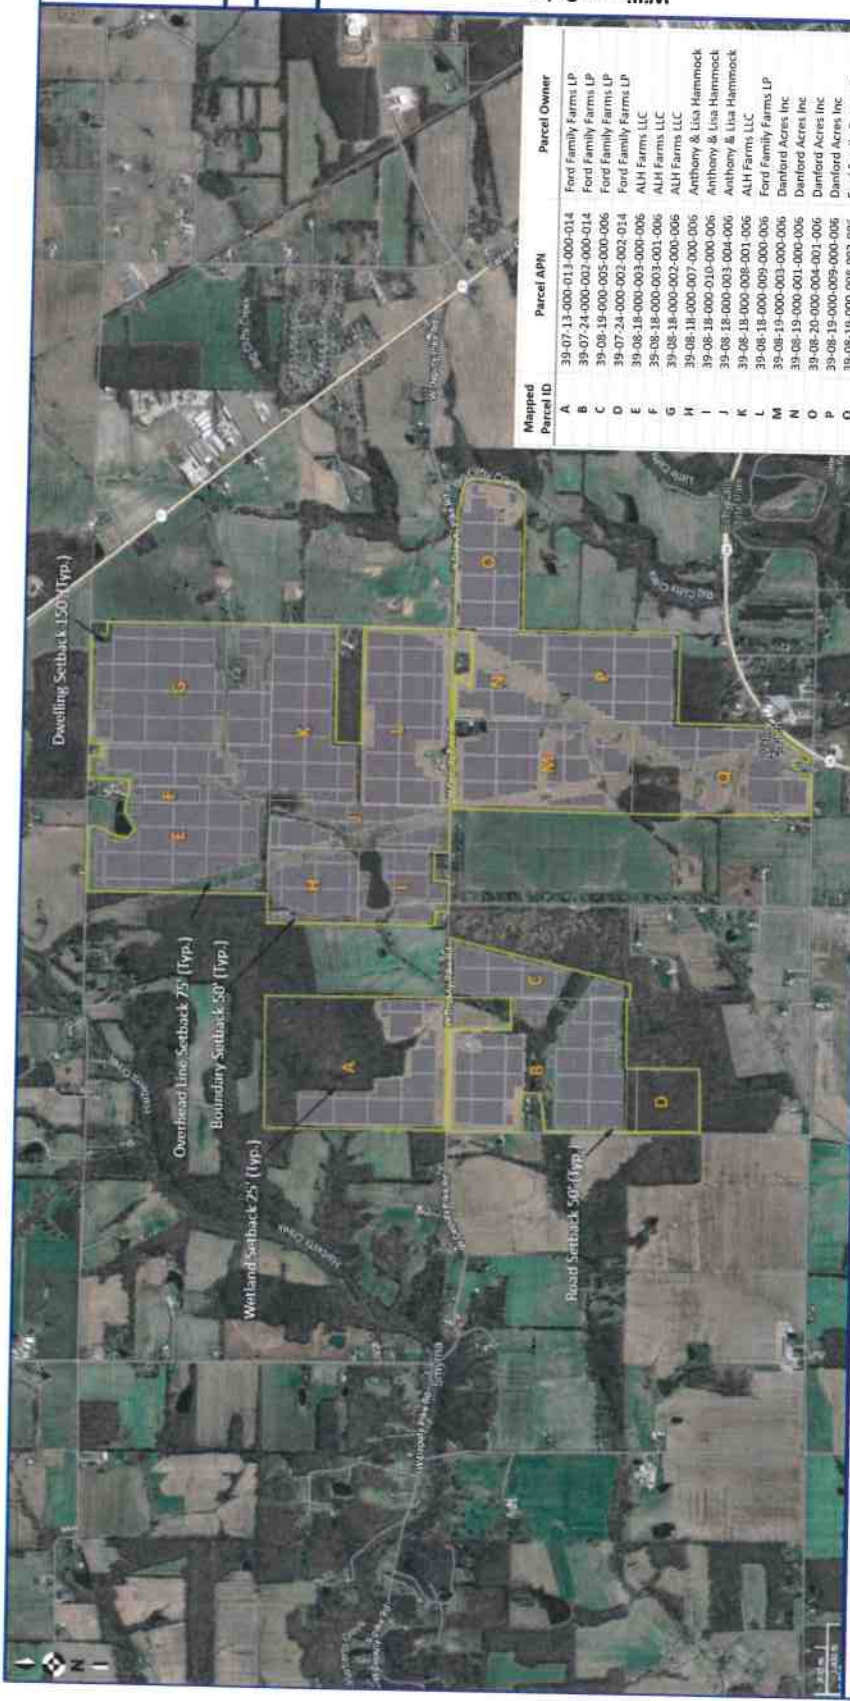 Dwelling Setback 150' (Typ.)
Overhead Line Setback 75' (Typ.)
Boundary Setback 50' (Typ.)
Wetland Setback 25' (Typ.)
Road Setback 50' (Typ.)
Harberts Creek
Smyrna
W Deputy Pike Rd
Big Clifty Creek
N
A
B
C
D
E
F
G
H
I
J
K
L
M
N
O
P
Q
Mapped Parcel ID Parcel APN Parcel Owner
A 39-07-13-000-013-000-014 Ford Family Farms LP
B 39-07-24-000-002-000-014 Ford Family Farms LP
C 39-08-19-000-005-000-006 Ford Family Farms LP
D 39-07-24-000-002-002-014 Ford Family Farms LP
E 39-08-18-000-003-000-006 ALH Farms LLC
F 39-08-18-000-003-001-006 ALH Farms LLC
G 39-08-18-000-002-000-006 ALH Farms LLC
H 39-08-18-000-007-000-006 Anthony & Lisa Hammock
I 39-08-18-000-010-000-006 Anthony & Lisa Hammock
J 39-08-18-000-003-004-006 Anthony & Lisa Hammock
K 39-08-18-000-008-001-006 ALH Farms LLC
L 39-08-18-000-009-000-006 Ford Family Farms LP
M 39-08-19-000-003-000-006 Danford Acres Inc
N 39-08-19-000-001-000-006 Danford Acres Inc
O 39-08-20-000-004-001-006 Danford Acres Inc
P 39-08-19-000-009-000-006 Danford Acres Inc
Q